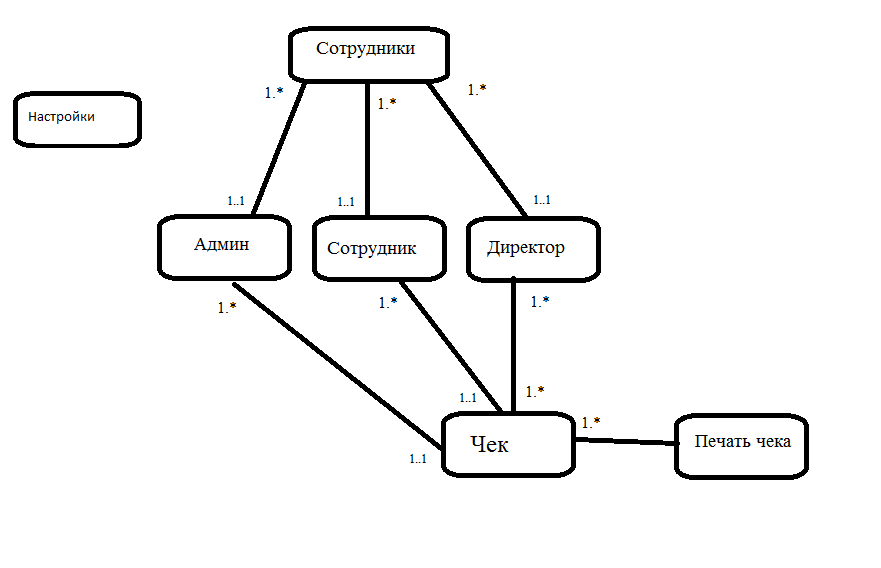 Сотрудники
1.*
1.*
1.*
Настройки
1..1
1..1
1..1
Админ
Сотрудник
Директор
1.*
1.*
1.*
1..1
1.*
1.*
1..1
Чек
Печать чека